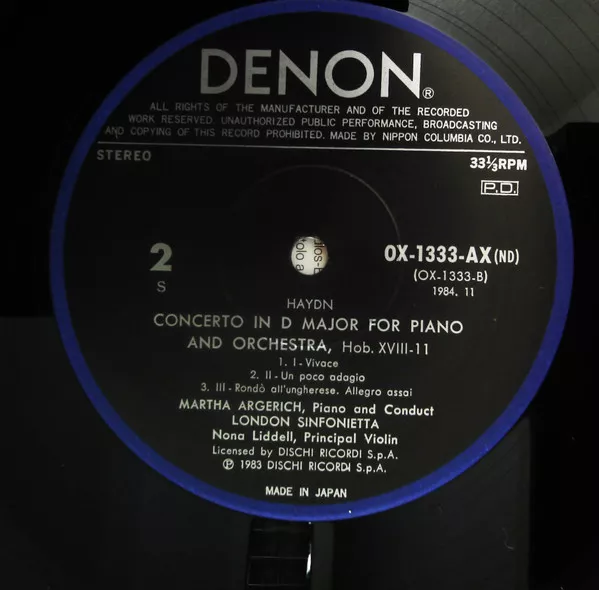 DENON®
ALL RIGHTS OF THE MANUFACTURER AND OF THE RECORDED
WORK RESERVED. UNAUTHORIZED PUBLIC PERFORMANCE, BROADCASTING
AND COPYING OF THIS RECORD PROHIBITED. MADE BY NIPPON COLUMBIA CO., LTD.
STEREO
33⅓RPM
P.D.
2
S
OX-1333-AX(ND)
(OX-1333-B)
1984. 11
HAYDN
CONCERTO IN D MAJOR FOR PIANO
AND ORCHESTRA, Hob. XVIII-11
1. I-Vivace
2. II-Un poco adagio
3. III-Rondò all'ungherese. Allegro assai
MARTHA ARGERICH, Piano and Conduct
LONDON SINFONIETTA
Nona Liddell, Principal Violin
Licensed by DISCHI RICORDI S.p.A.
℗ 1983 DISCHI RICORDI S.p.A.
MADE IN JAPAN